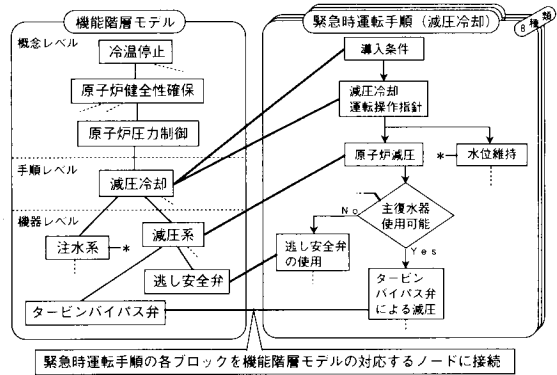 機能階層モデル
概念レベル
冷温停止
原子炉健全性確保
原子炉圧力制御
手順レベル
減圧冷却
機器レベル
注水系
*
減圧系
逃し安全弁
タービンバイパス弁
緊急時運転手順（減圧冷却）
8種類
導入条件
減圧冷却
運転操作指針
原子炉減圧
*
水位維持
主復水器
使用可能
No
Yes
逃し安全弁
の使用
タービン
バイパス弁
による減圧
緊急時運転手順の各ブロックを機能階層モデルの対応するノードに接続